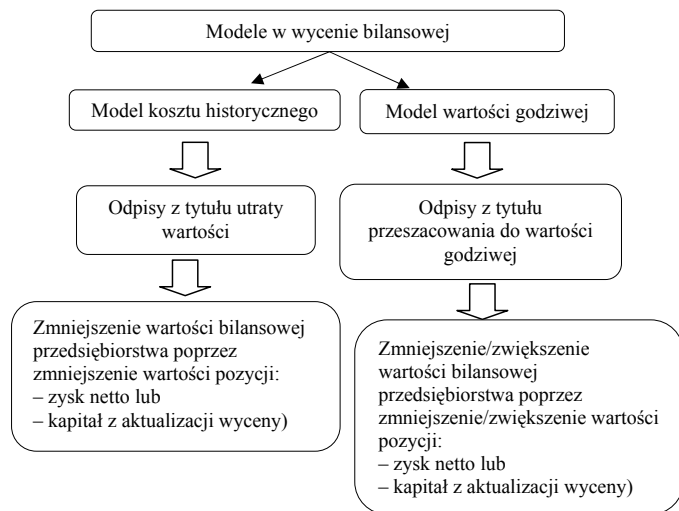 Modele w wycenie bilansowej
Model kosztu historycznego
Model wartości godziwej
Odpisy z tytułu utraty
wartości
Odpisy z tytułu
przeszacowania do wartości
godziwej
Zmniejszenie wartości bilansowej
przedsiębiorstwa poprzez
zmniejszenie wartości pozycji:
– zysk netto lub
– kapitał z aktualizacji wyceny)
Zmniejszenie/zwiększenie
wartości bilansowej
przedsiębiorstwa poprzez
zmniejszenie/zwiększenie wartości
pozycji:
– zysk netto lub
– kapitał z aktualizacji wyceny)